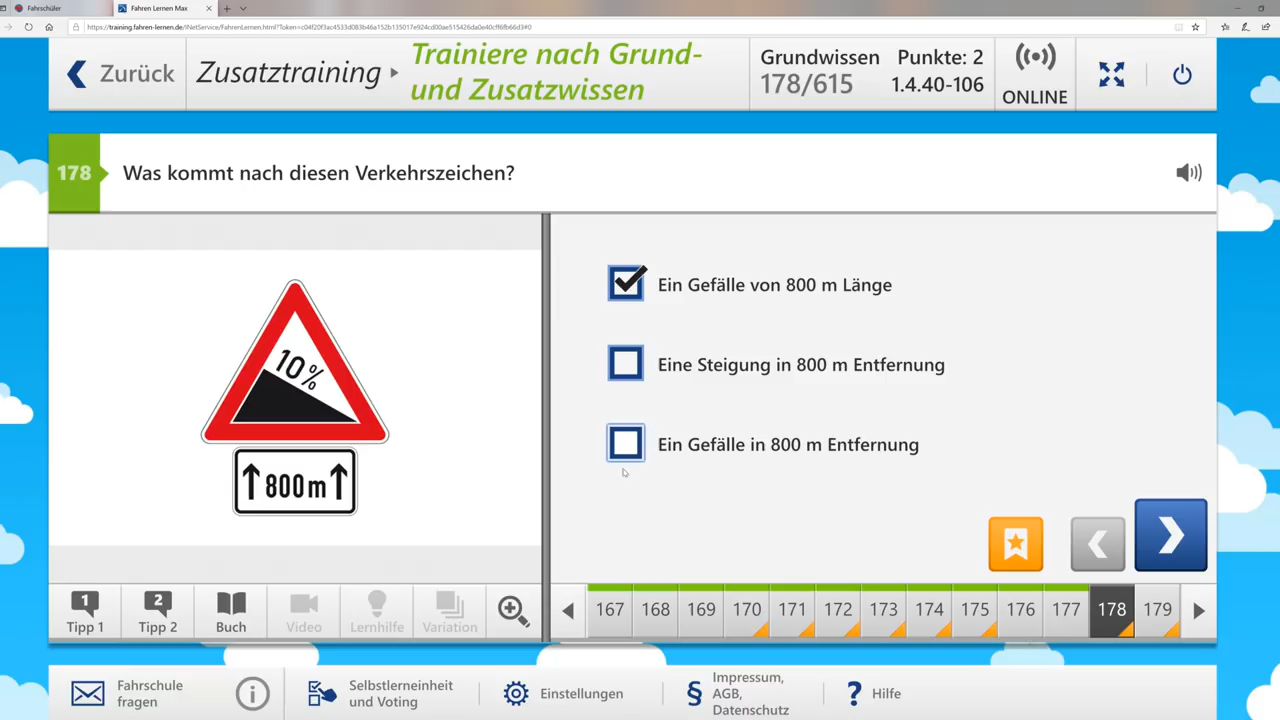 Fahrschüler
Fahren Lernen Max
Zurück
Zusatztraining
Trainiere nach Grund-
und Zusatzwissen
Grundwissen
178/615
Punkte: 2
1.4.40-106
ONLINE
178
Was kommt nach diesen Verkehrszeichen?
10%
800 m
Ein Gefälle von 800 m Länge
Eine Steigung in 800 m Entfernung
Ein Gefälle in 800 m Entfernung
1
Tipp 1
2
Tipp 2
Buch
Video
Lernhilfe
Variation
167 168 169 170 171 172 173 174 175 176 177 178 179
Fahrschule
fragen
Selbstlerneinheit
und Voting
Einstellungen
§
Impressum,
AGB,
Datenschutz
?
Hilfe